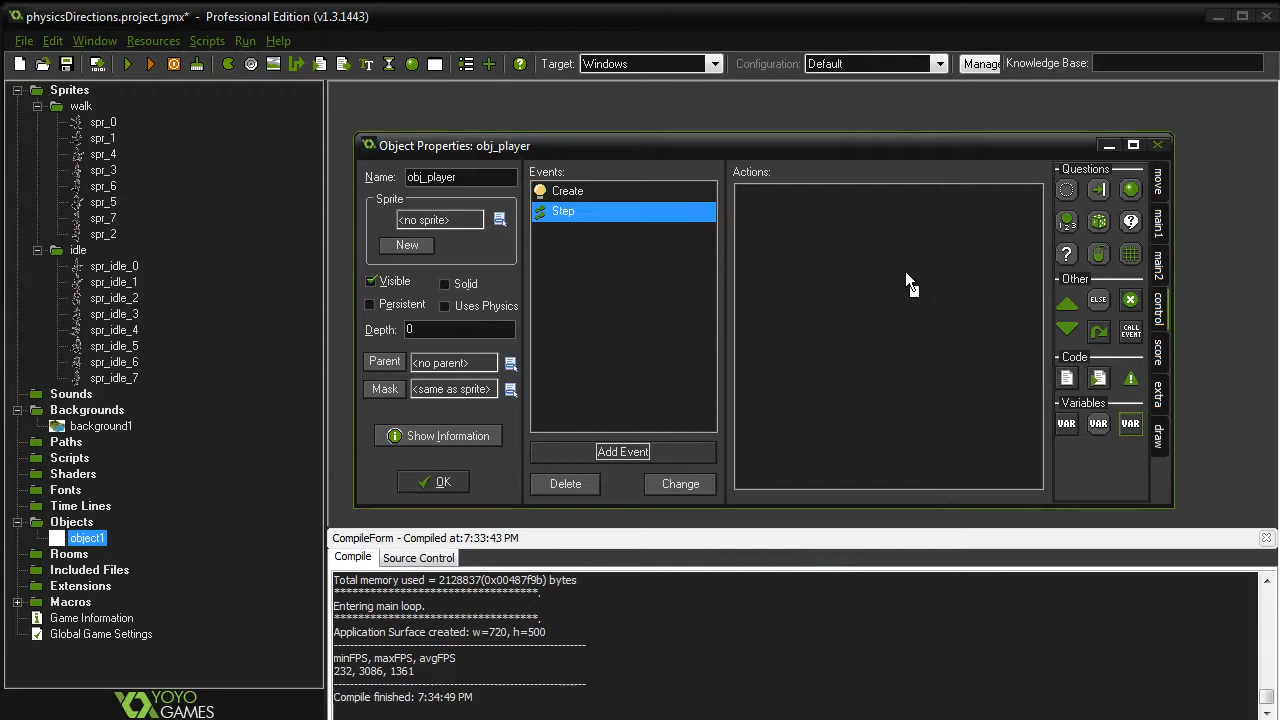 physicsDirections.project.gmx* - Professional Edition (v1.3.1443)
File Edit Window Resources Scripts Run Help
Target: Windows Configuration: Default Manag Knowledge Base:
Sprites
walk
spr_0
spr_1
spr_4
spr_3
spr_6
spr_5
spr_7
spr_2
idle
spr_idle_0
spr_idle_1
spr_idle_2
spr_idle_3
spr_idle_4
spr_idle_5
spr_idle_6
spr_idle_7
Sounds
Backgrounds
background1
Paths
Scripts
Shaders
Fonts
Time Lines
Objects
object1
Rooms
Included Files
Extensions
Macros
Game Information
Global Game Settings
YOYO
GAMES
Object Properties: obj_player
Name: obj_player
Sprite
<no sprite>
New
Visible Solid
Persistent Uses Physics
Depth: 0
Parent <no parent>
Mask <same as sprite>
Show Information
OK
Events:
Create
Step
Add Event
Delete Change
Actions:
Questions
1 2 3
Other
ELSE
CALL
EVENT
Code
Variables
VAR VAR VAR
move
main1
main2
control
score
extra
draw
CompileForm - Compiled at:7:33:43 PM
Compile Source Control
Total memory used = 2128837(0x00487f9b) bytes
**********************************.
Entering main loop.
**********************************.
Application Surface created: w=720, h=500
------------------------------------------------------------
minFPS, maxFPS, avgFPS
232, 3086, 1361
------------------------------------------------------------
Compile finished: 7:34:49 PM